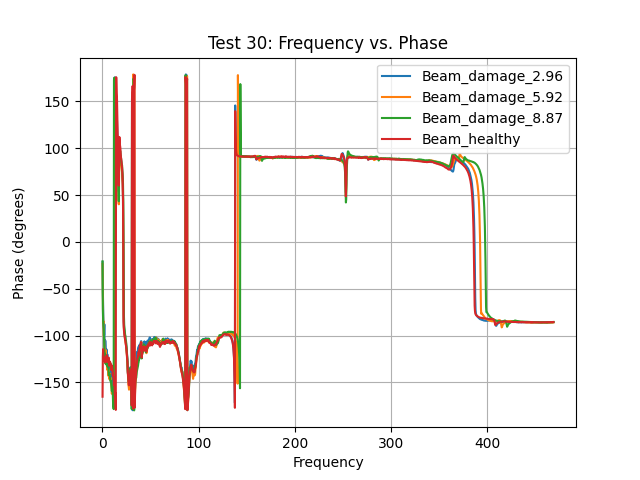 Test 30: Frequency vs. Phase
Beam_damage_2.96
Beam_damage_5.92
Beam_damage_8.87
Beam_healthy
Phase (degrees)
150
100
50
0
−50
−100
−150
0 100 200 300 400
Frequency